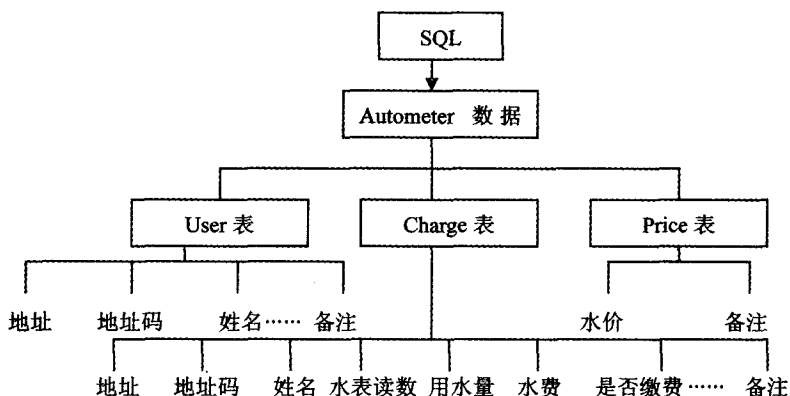 SQL
Autometer 数据
User 表 Charge 表 Price 表
地址 地址码 姓名…… 备注 水价 备注
地址 地址码 姓名 水表读数 用水量 水费 是否缴费…… 备注